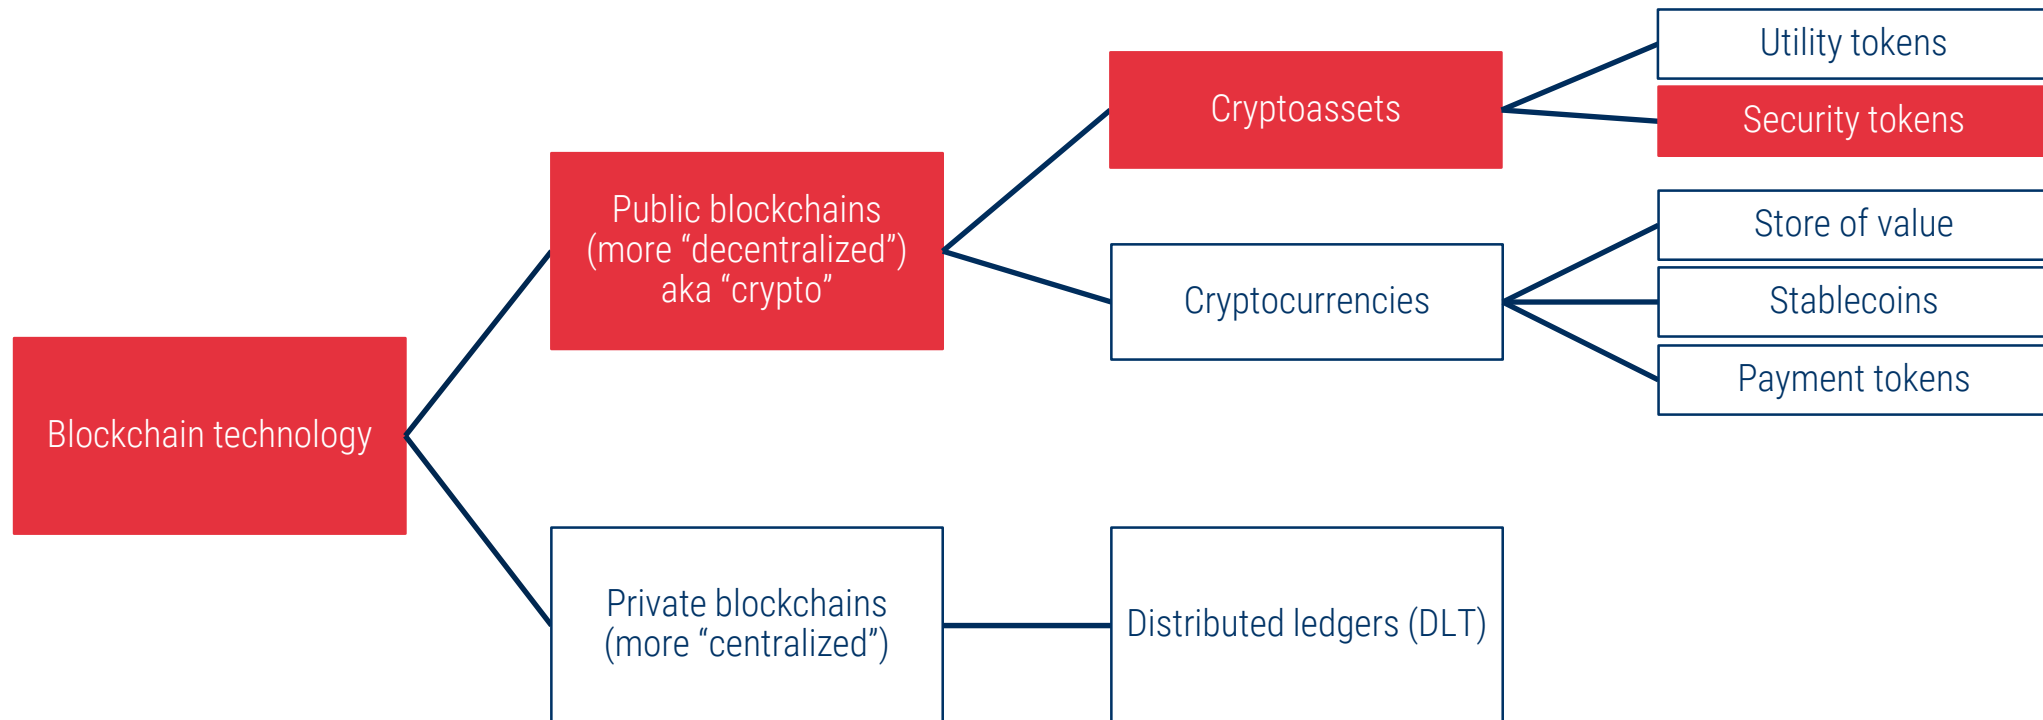 Blockchain technology
Public blockchains
(more “decentralized”)
aka “crypto”
Private blockchains
(more “centralized”)
Cryptoassets
Cryptocurrencies
Distributed ledgers (DLT)
Utility tokens
Security tokens
Store of value
Stablecoins
Payment tokens